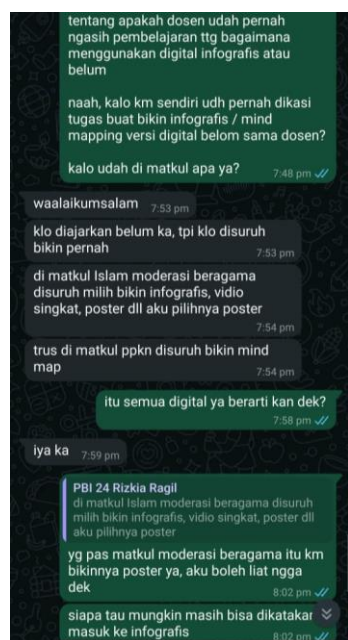 tentang apakah dosen udah pernah
ngasih pembelajaran ttg bagaimana
menggunakan digital infografis atau
belum
naah, kalo km sendiri udh pernah dikasi
tugas buat bikin infografis / mind
mapping versi digital belom sama dosen?
kalo udah di matkul apa ya?
7:48 pm
waalaikumsalam 7:53 pm
klo diajarkan belum ka, tpi klo disuruh
bikin pernah
7:53 pm
di matkul Islam moderasi beragama
disuruh milih bikin infografis, vidio
singkat, poster dll aku pilihnya poster
7:54 pm
trus di matkul ppkn disuruh bikin mind
map
7:54 pm
itu semua digital ya berarti kan dek?
7:58 pm
iya ka 7:59 pm
PBI 24 Rizkia Ragil
di matkul Islam moderasi beragama disuruh
milih bikin infografis, vidio singkat, poster dll
aku pilihnya poster
yg pas matkul moderasi beragama itu km
bikinnya poster ya, aku boleh liat ngga
dek
8:02 pm
siapa tau mungkin masih bisa dikatakar
masuk ke infografis
8:02 pm